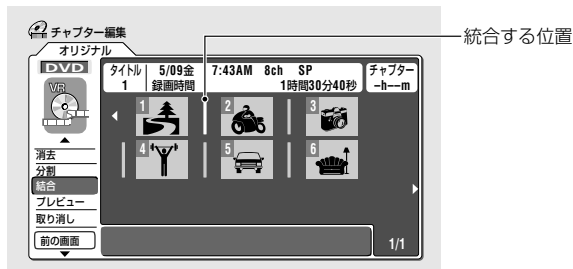 チャプター編集
オリジナル
統合する位置
DVD
VR
タイトル 5/09金 7:43AM 8ch SP チャプター
1 録画時間 1時間30分40秒 -h--m
1 2 3
4 5 6
消去
分割
結合
プレビュー
取り消し
前の画面
1/1